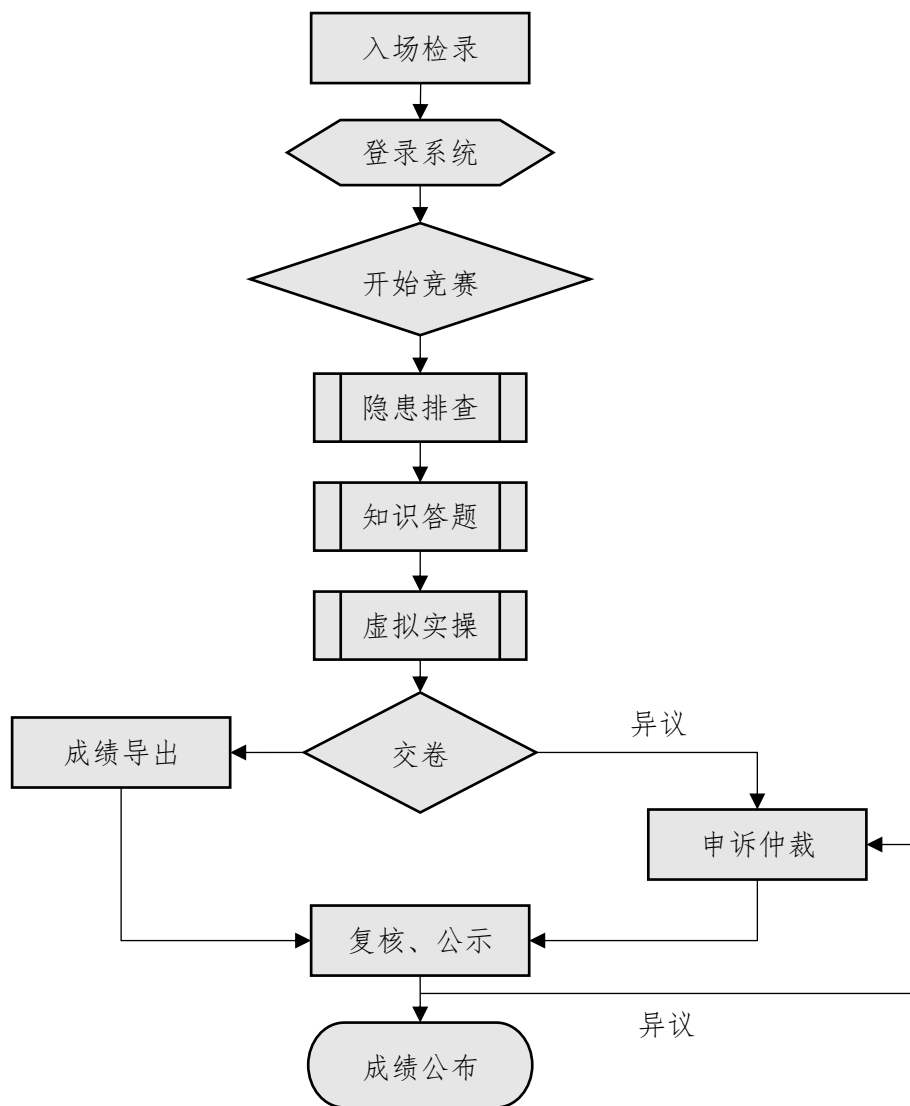 入场检录
登录系统
开始竞赛
隐患排查
知识答题
虚拟实操
异议
成绩导出
交卷
申诉仲裁
复核、公示
异议
成绩公布